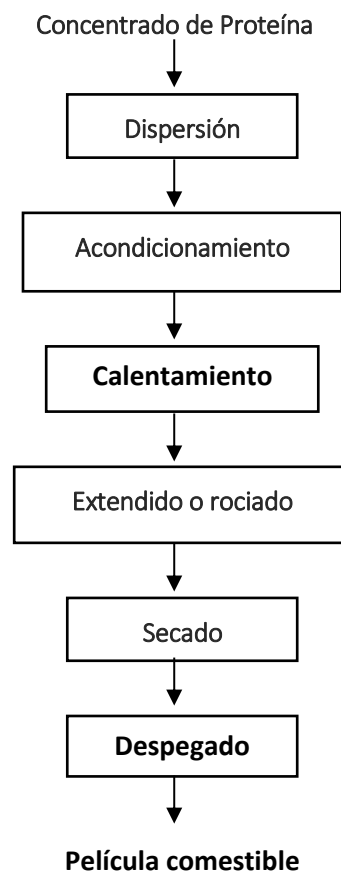 Concentrado de Proteína
Dispersión
Acondicionamiento
Calentamiento
Extendido o rociado
Secado
Despegado
Película comestible